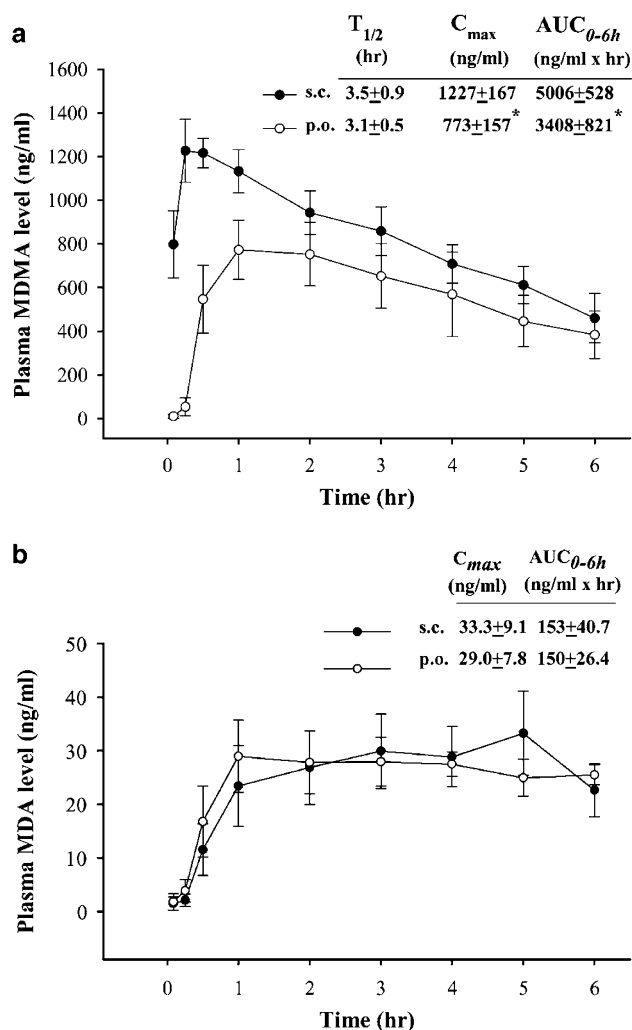 a
T1/2 Cmax AUC0-6h
(hr) (ng/ml) (ng/ml x hr)
s.c. 3.5±0.9 1227±167 5006±528
p.o. 3.1±0.5 773±157* 3408±821*
Plasma MDMA level (ng/ml)
1600
1400
1200
1000
800
600
400
200
0
0 1 2 3 4 5 6
Time (hr)
b
Cmax AUC0-6h
(ng/ml) (ng/ml x hr)
s.c. 33.3±9.1 153±40.7
p.o. 29.0±7.8 150±26.4
Plasma MDA level (ng/ml)
50
40
30
20
10
0
0 1 2 3 4 5 6
Time (hr)